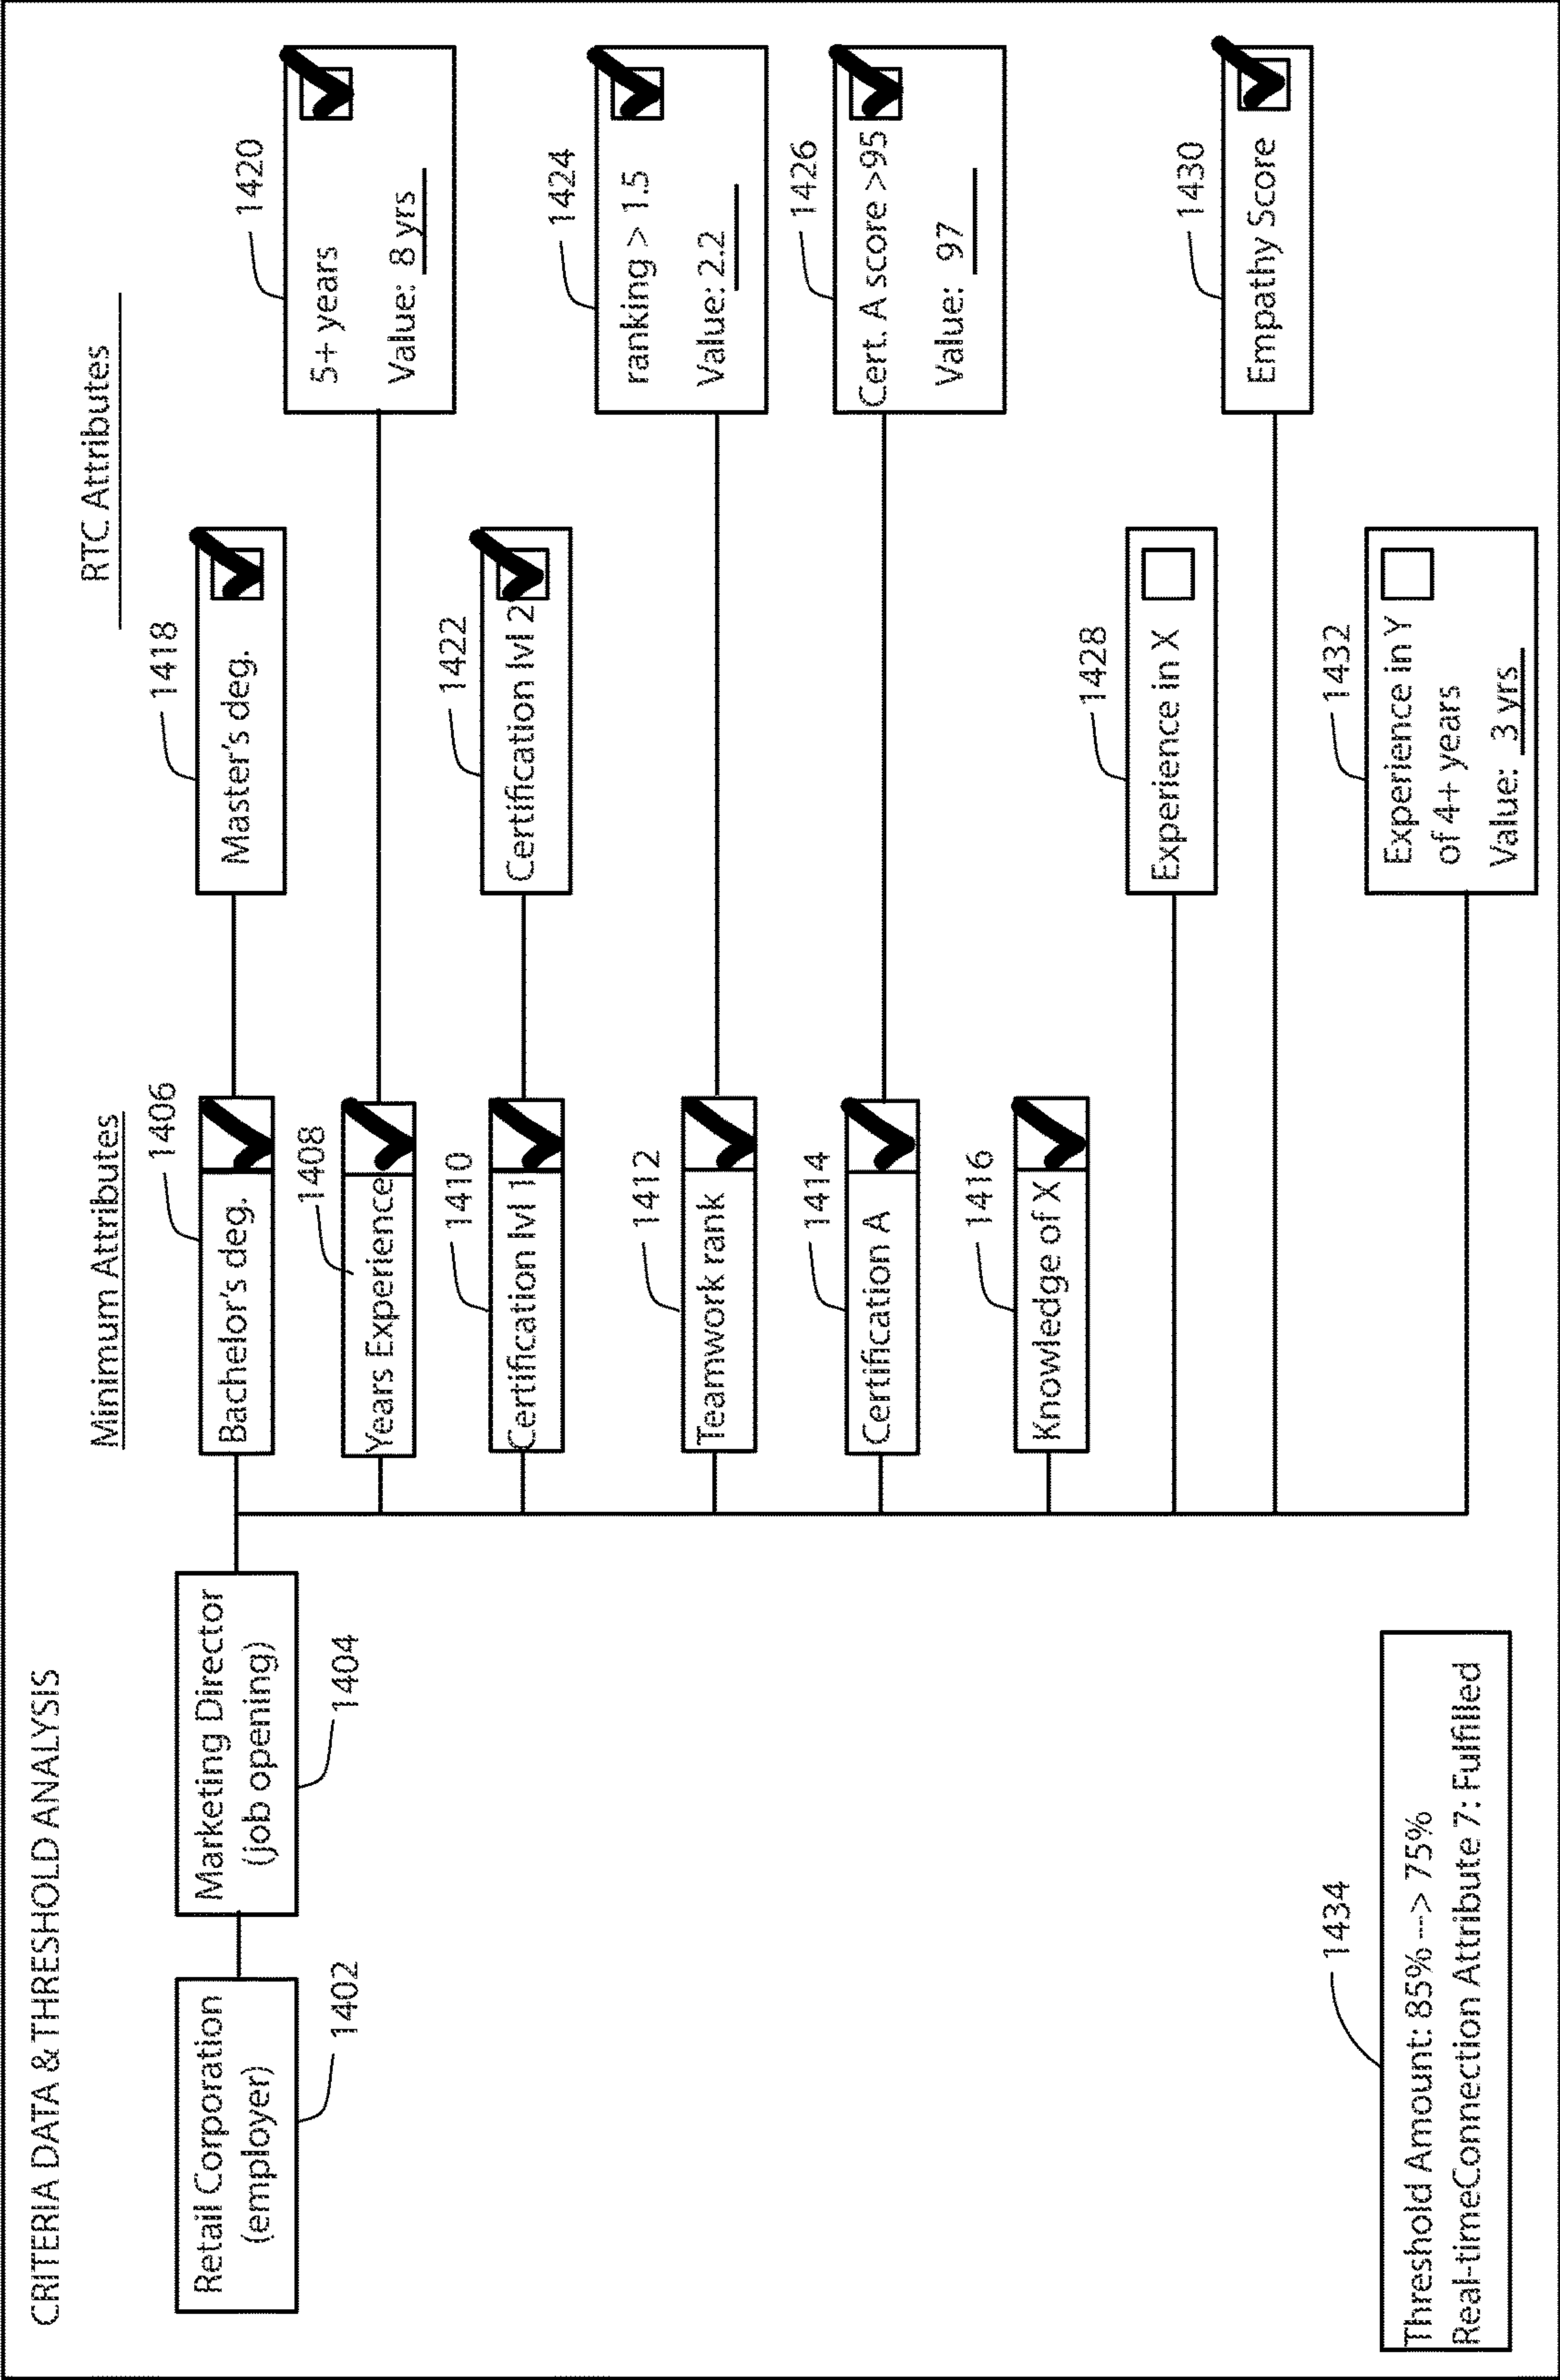 CRITERIA DATA & THRESHOLD ANALYSIS
Retail Corporation
(employer)
1402
Marketing Director
(job opening)
1404
Minimum Attributes
1406
Bachelor's deg.
1408
Years Experience
1410
Certification lvl 1
1412
Teamwork rank
1414
Certification A
1416
Knowledge of X
RTC Attributes
1418
Master's deg.
1420
5+ years
Value: 8 yrs
1422
Certification lvl 2
1424
ranking > 1.5
Value: 2.2
1426
Cert. A score >95
Value: 97
1428
Experience in X
1430
Empathy Score
1432
Experience in Y
of 4+ years
Value: 3 yrs
1434
Threshold Amount: 85% ---> 75%
Real-timeConnection Attribute 7: Fulfilled